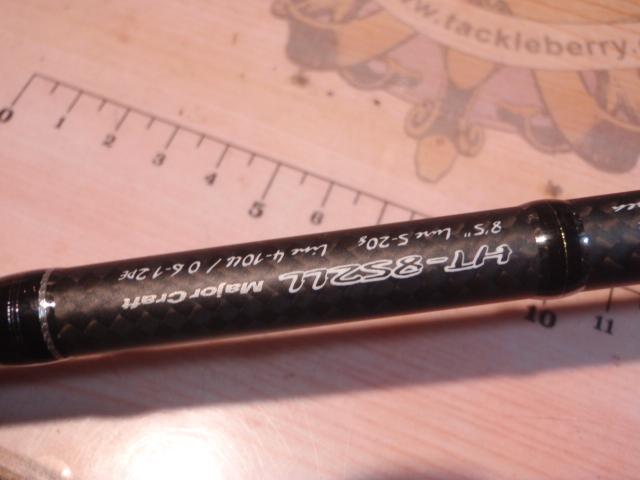 www.tackleberry.
0 1 2 3 4 5 6
10 11
HT-852LL
Major Craft
8'5" Lure 5-20g
Line 4-10Lb / 0.6-1.2PE